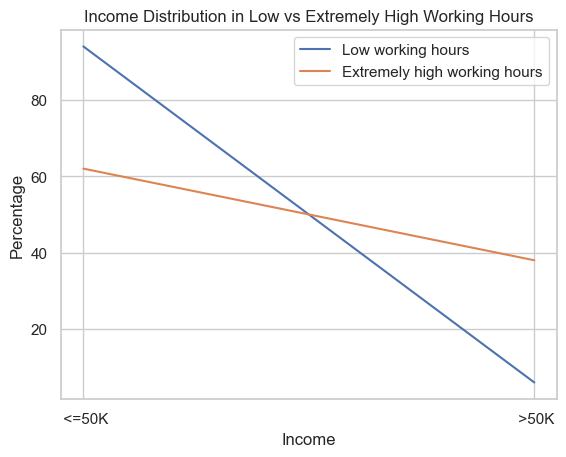 Income Distribution in Low vs Extremely High Working Hours
Low working hours
Extremely high working hours
80
60
40
20
Percentage
<=50K
>50K
Income